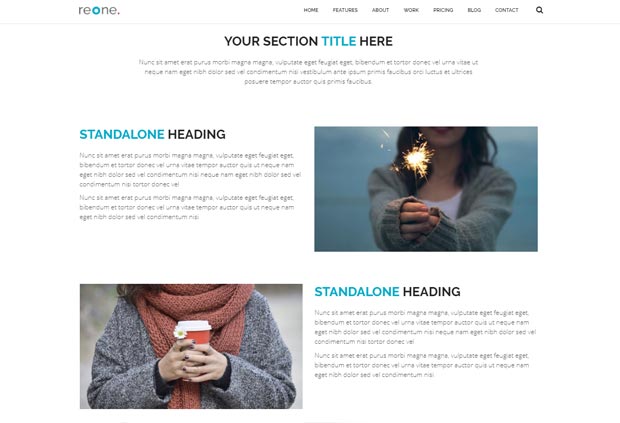 reone.
HOME FEATURES ABOUT WORK PRICING BLOG CONTACT
YOUR SECTION TITLE HERE
Nunc sit amet erat purus morbi magna magna, vulputate eget feugiat eget, bibendum et tortor donec vel urna vitae ut
neque nam eget nibh dolor sed vel condimentum nisl vestibulum ante ipsum primis faucibus orci luctus et ultrices
posuere tempor auctor quis primis faucibus.
STANDALONE HEADING
Nunc sit amet erat purus morbi magna magna, vulputate eget feugiat eget,
bibendum et tortor donec vel urna vitae tempor auctor quis ut neque nam
eget nibh dolor sed vel condimentum nisi neque nam eget nibh dolor sed vel
condimentum nisi tortor donec vel
Nunc sit amet erat purus morbi magna magna, vulputate eget feugiat eget,
bibendum et tortor donec vel urna vitae tempor auctor quis ut neque nam
eget nibh dolor sed vel condimentum nisi.
STANDALONE HEADING
Nunc sit amet erat purus morbi magna magna, vulputate eget feugiat eget,
bibendum et tortor donec vel urna vitae tempor auctor quis ut neque nam
eget nibh dolor sed vel condimentum nisi neque nam eget nibh dolor sed vel
condimentum nisi tortor donec vel
Nunc sit amet erat purus morbi magna magna, vulputate eget feugiat eget,
bibendum et tortor donec vel urna vitae tempor auctor quis ut neque nam
eget nibh dolor sed vel condimentum nisi.